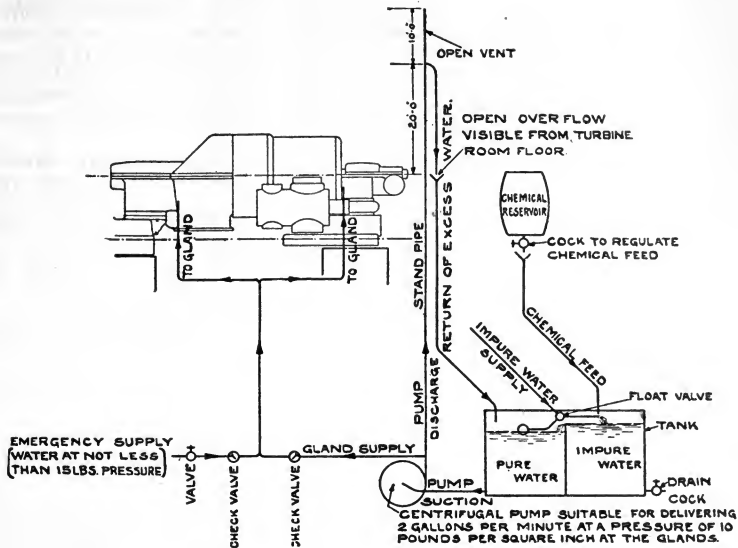 10'-0"
OPEN VENT
20'-0"
WATER.
OPEN OVER FLOW
VISIBLE FROM TURBINE
ROOM FLOOR.
CHEMICAL
RESERVOIR
COCK TO REGULATE
CHEMICAL FEED
TO GLAND
TO GLAND
STAND PIPE
RETURN OF EXCESS
CHEMICAL FEED
IMPURE WATER
SUPPLY
FLOAT VALVE
TANK
PUMP
DISCHARGE
EMERGENCY SUPPLY
(WATER AT NOT LESS
THAN 15LBS. PRESSURE)
VALVE
CHECK VALVE
CHECK VALVE
GLAND SUPPLY
PURE
WATER
IMPURE
WATER
PUMP
SUCTION
DRAIN
COCK
CENTRIFUGAL PUMP SUITABLE FOR DELIVERING
2 GALLONS PER MINUTE AT A PRESSURE OF 10
POUNDS PER SQUARE INCH AT THE GLANDS.